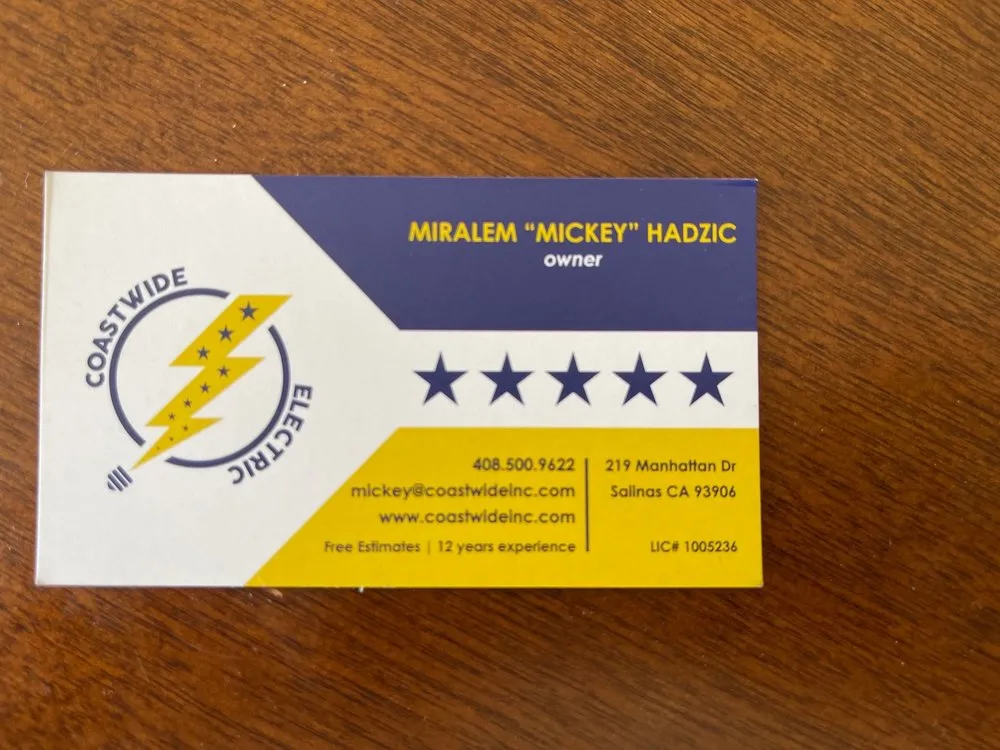 COASTWIDE
ELECTRIC
MIRALEM “MICKEY” HADZIC
owner
408.500.9622
mickey@coastwideinc.com
www.coastwideinc.com
Free Estimates | 12 years experience
219 Manhattan Dr
Salinas CA 93906
LIC# 1005236